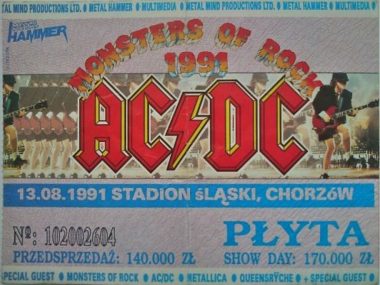 TAL MIND PRODUCTIONS LTD. • METAL HAMMER • MULTIMEDIA • METAL MIND PRODUCTIONS LTD. • METAL HAMMER • MULTIMEDIA •
HAMMER
MONSTERS OF ROCK
1991
AC/DC
13.08.1991 STADiON śLĄSKI, CHORZóW
Nº: 102002604
PŁYTA
PRZEDSPRZEDAŻ: 140.000 ZŁ
SHOW DAY: 170.000 ZŁ
SPECIAL GUEST • MONSTERS OF ROCK • AC/DC • METALLICA • QUEENSRŸCHE • + SPECIAL GUEST •